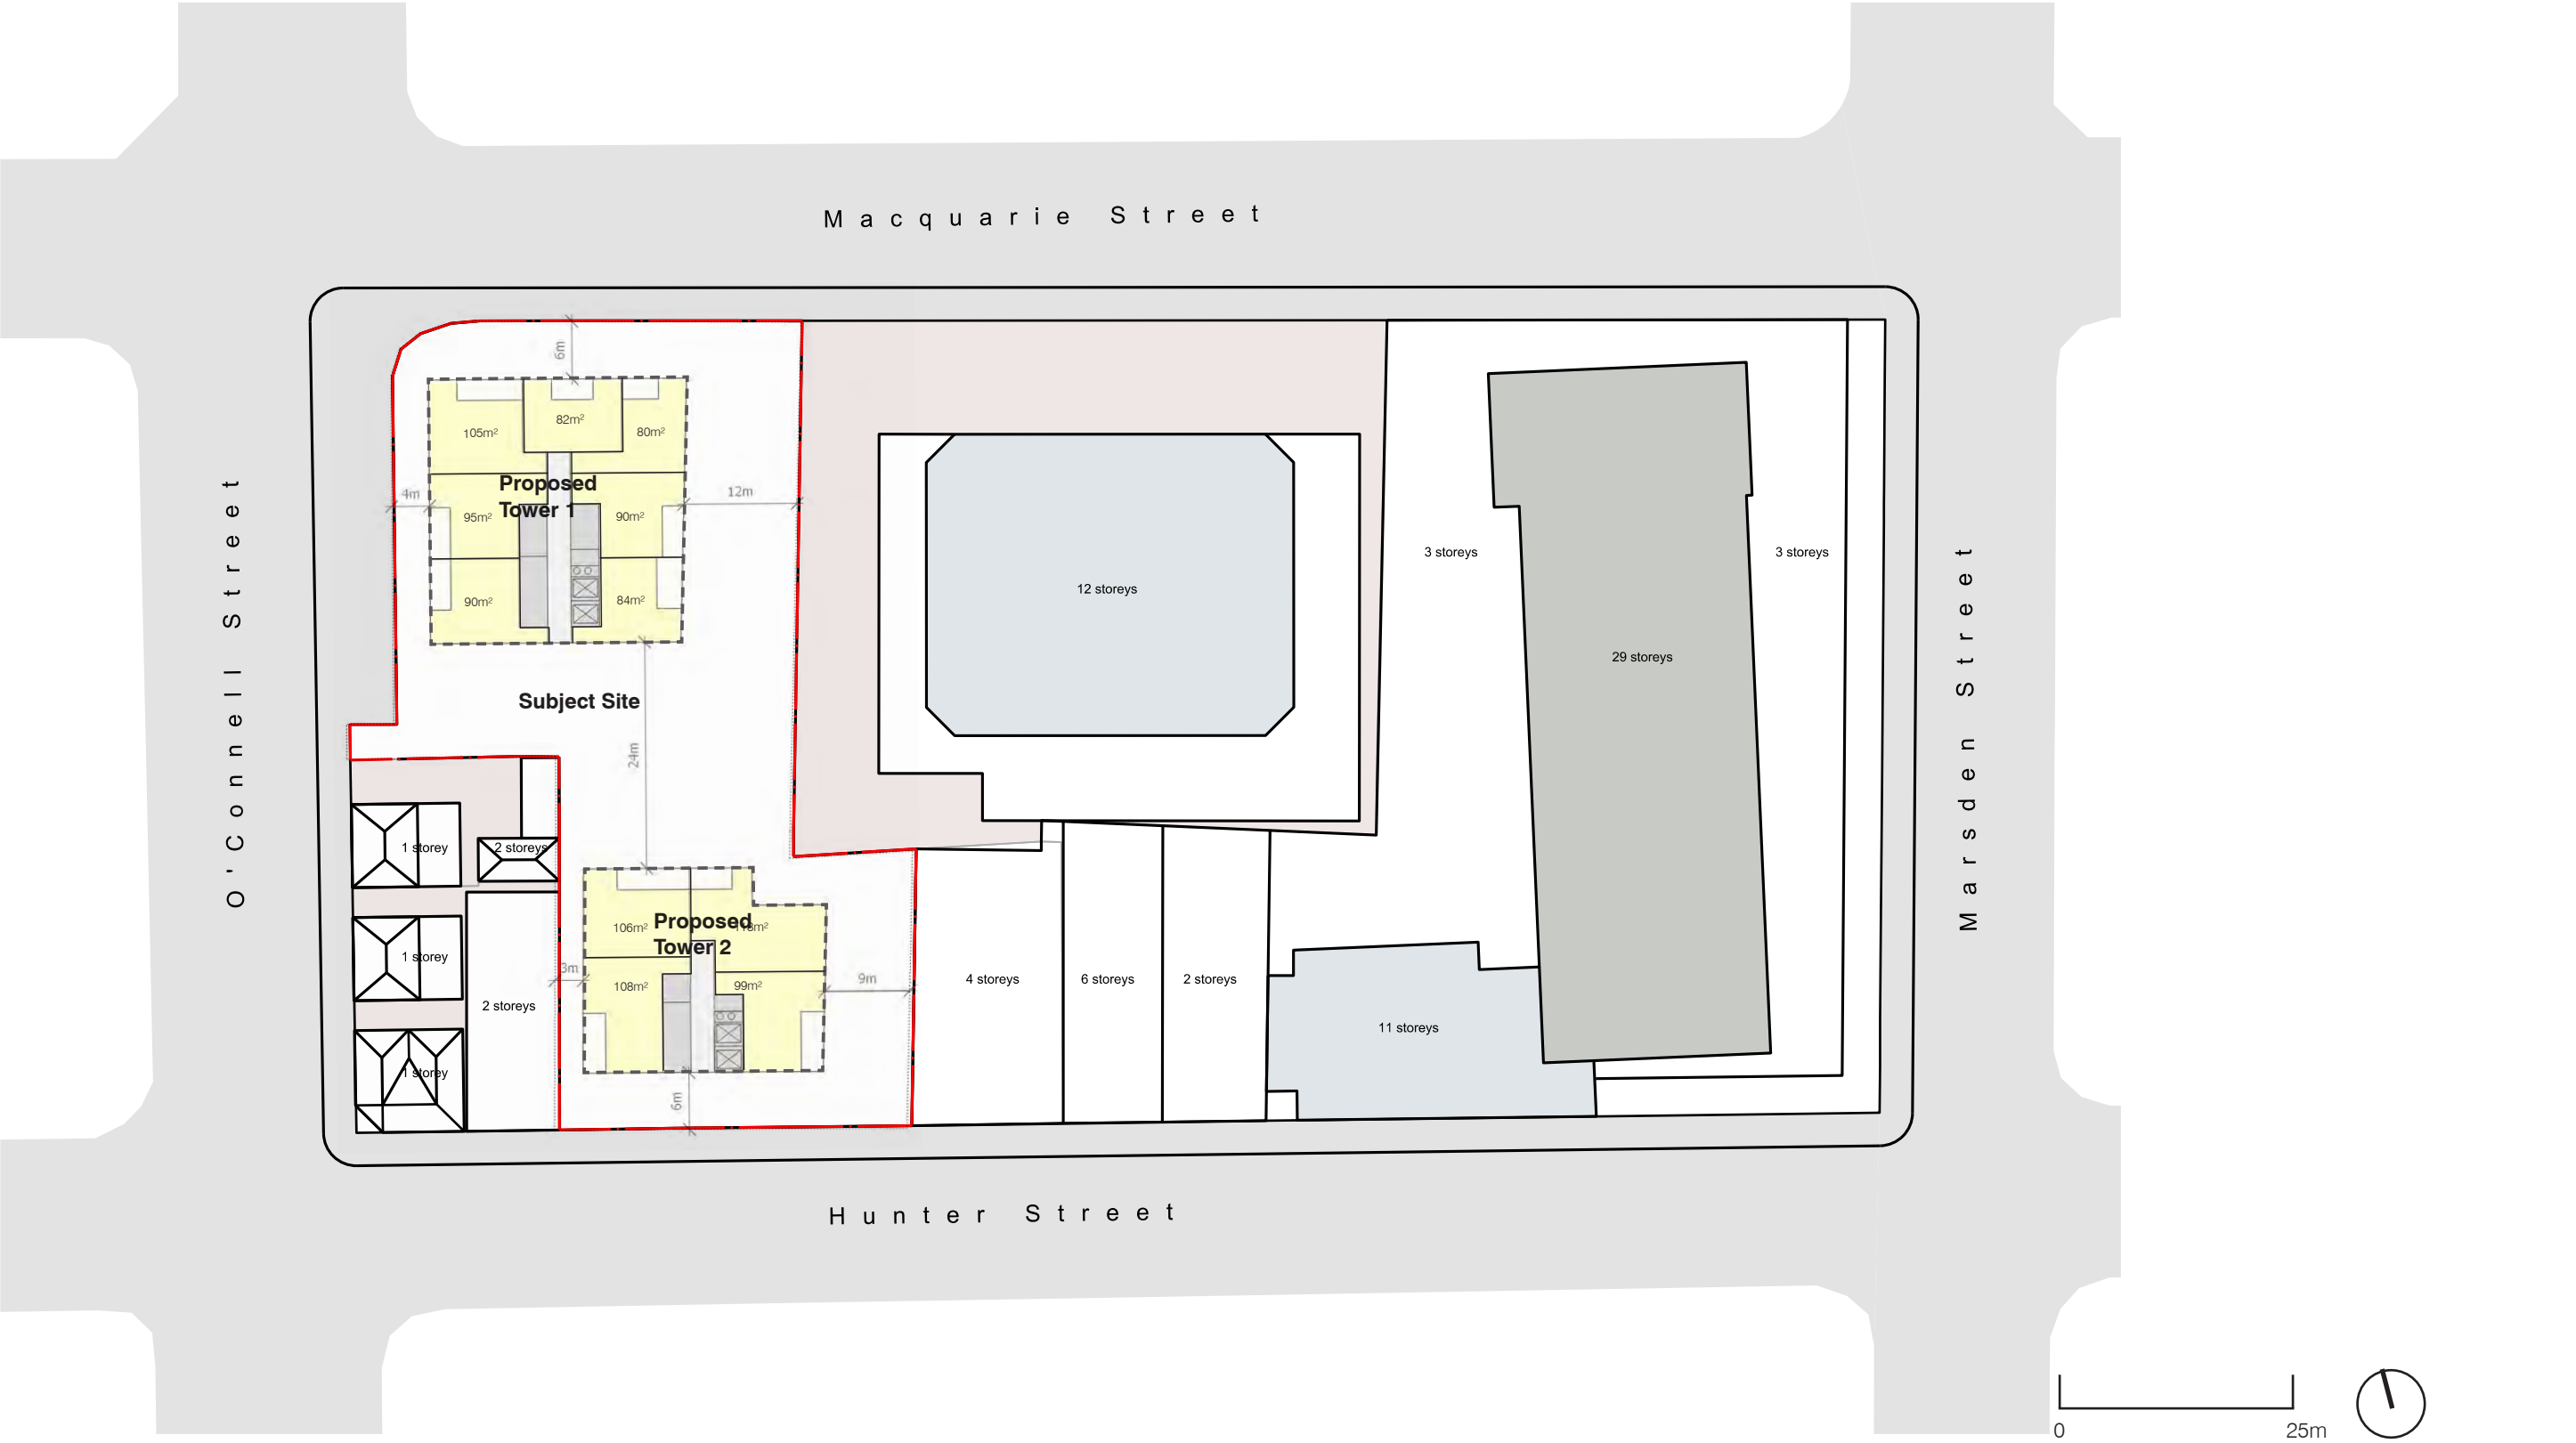 Macquarie Street
6m
82m²
105m²
80m²
Proposed
Tower 1
4m
12m
95m²
90m²
90m²
84m²
O'Connell Street
Marsden Street
3 storeys
3 storeys
12 storeys
29 storeys
Subject Site
24m
1 storey
2 storeys
Proposed
Tower 2
106m²
1 storey
3m
108m²
99m²
9m
4 storeys
6 storeys
2 storeys
2 storeys
11 storeys
1 storey
6m
Hunter Street
0
25m